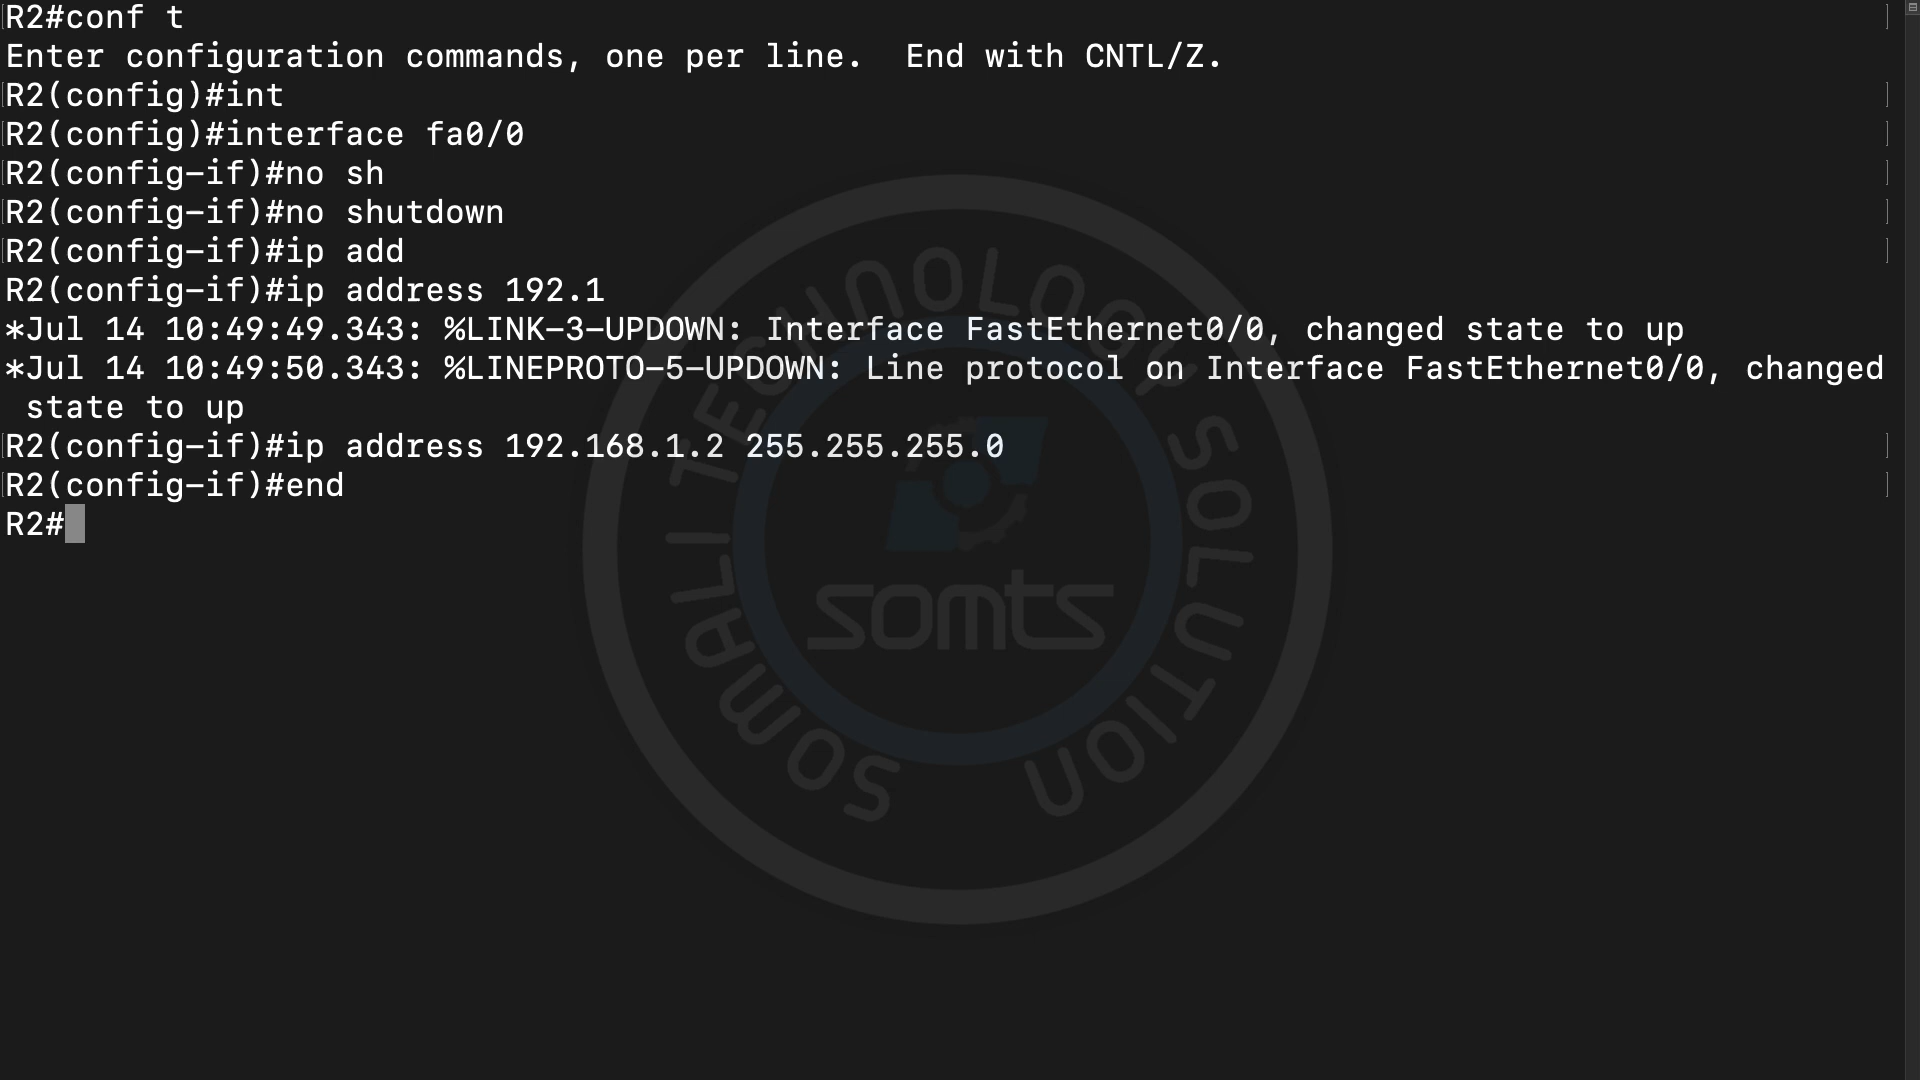 R2#conf t
Enter configuration commands, one per line.  End with CNTL/Z.
R2(config)#int
R2(config)#interface fa0/0
R2(config-if)#no sh
R2(config-if)#no shutdown
R2(config-if)#ip add
R2(config-if)#ip address 192.1
*Jul 14 10:49:49.343: %LINK-3-UPDOWN: Interface FastEthernet0/0, changed state to up
*Jul 14 10:49:50.343: %LINEPROTO-5-UPDOWN: Line protocol on Interface FastEthernet0/0, changed
 state to up
R2(config-if)#ip address 192.168.1.2 255.255.255.0
R2(config-if)#end
R2#
SOMALI TECHNOLOGY SOLUTION
somts